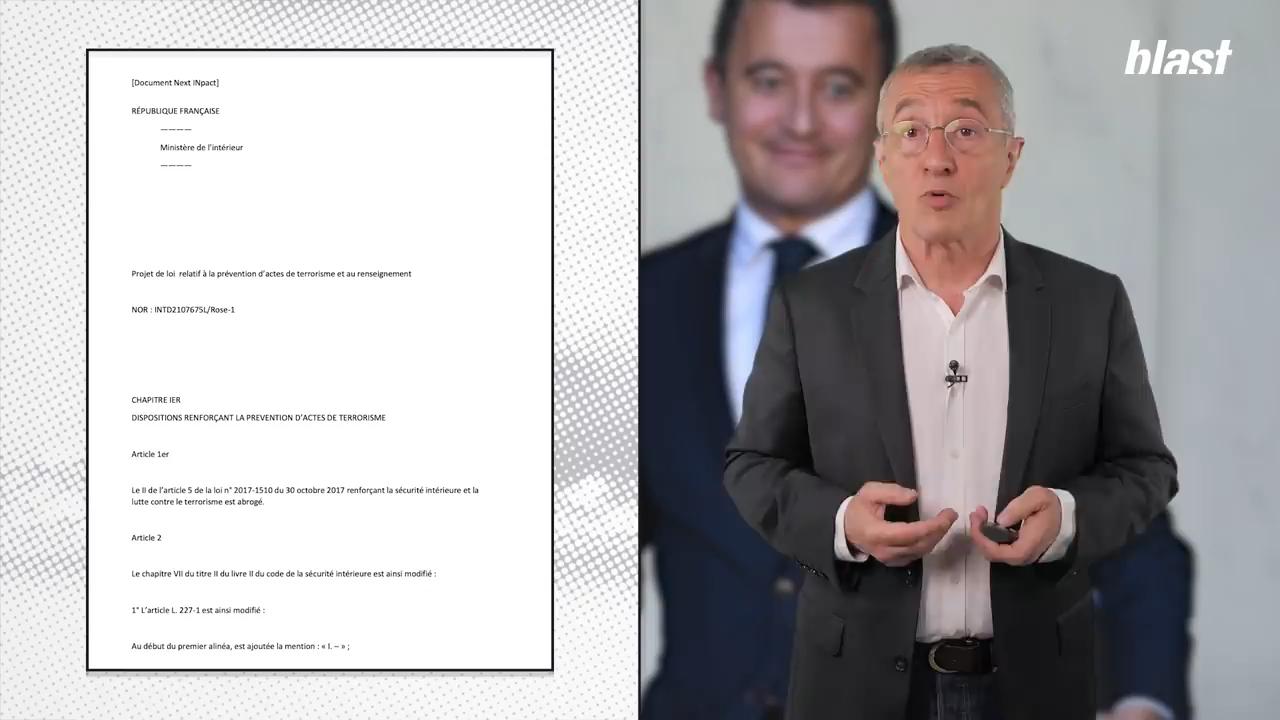 [Document Next INpact]
RÉPUBLIQUE FRANÇAISE
————
Ministère de l'intérieur
————
Projet de loi  relatif à la prévention d'actes de terrorisme et au renseignement
NOR : INTD2107675L/Rose-1
CHAPITRE IER
DISPOSITIONS RENFORÇANT LA PREVENTION D'ACTES DE TERRORISME
Article 1er
Le II de l'article 5 de la loi n° 2017-1510 du 30 octobre 2017 renforçant la sécurité intérieure et la
lutte contre le terrorisme est abrogé.
Article 2
Le chapitre VII du titre II du livre II du code de la sécurité intérieure est ainsi modifié :
1° L'article L. 227-1 est ainsi modifié :
Au début du premier alinéa, est ajoutée la mention : « I. – » ;
blast